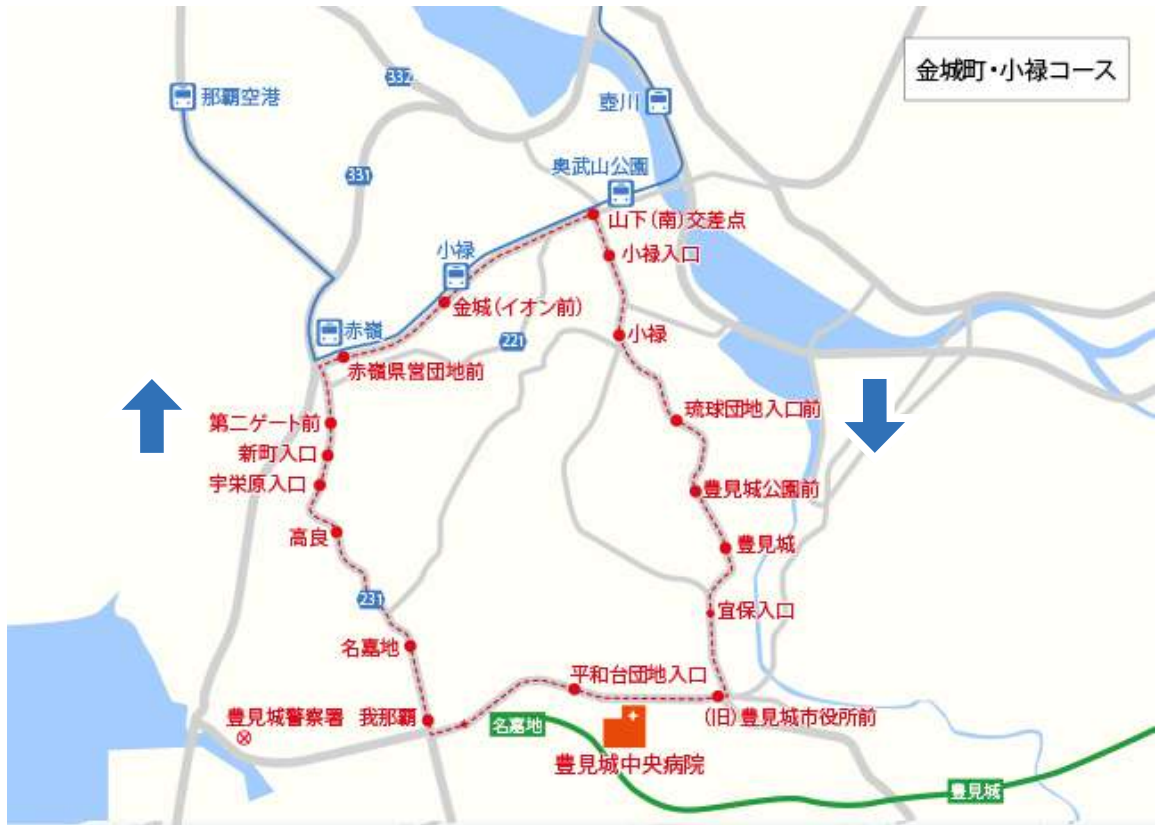 金城町・小禄コース
332
那覇空港
壺川
奥武山公園
331
山下(南)交差点
小禄
小禄入口
金城(イオン前)
赤嶺
221
小禄
赤嶺県営団地前
琉球団地入口前
第二ゲート前
新町入口
宇栄原入口
豊見城公園前
高良
豊見城
231
宜保入口
名嘉地
平和台団地入口
豊見城警察署
我那覇
名嘉地
(旧)豊見城市役所前
豊見城中央病院
豊見城